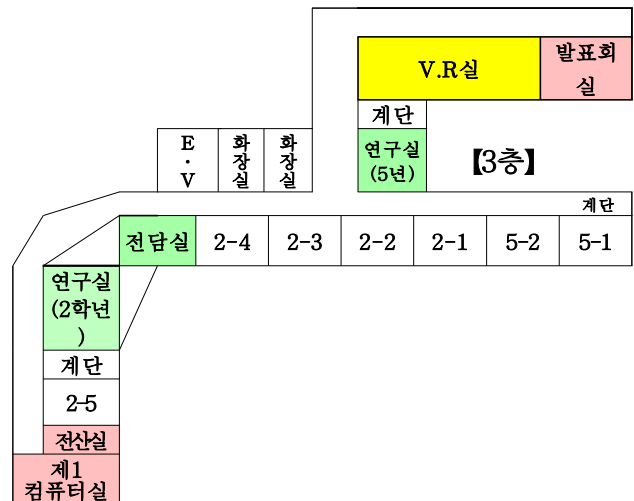 V.R실
발표회
실
계단
E
·
V
화
장
실
화
장
실
연구실
(5년)
【3층】
계단
전담실
2-4
2-3
2-2
2-1
5-2
5-1
연구실
(2학년
)
계단
2-5
전산실
제1
컴퓨터실